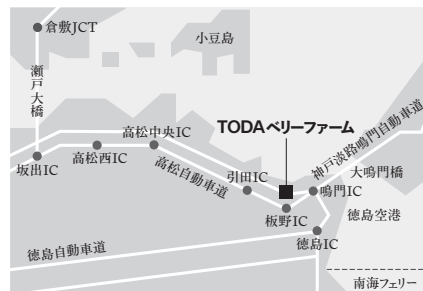 倉敷JCT
小豆島
瀬戸大橋
高松中央IC
TODAベリーファーム
神戸淡路鳴門自動車道
高松西IC
坂出IC
高松自動車道
引田IC
大鳴門橋
鳴門IC
板野IC
徳島空港
徳島IC
徳島自動車道
南海フェリー